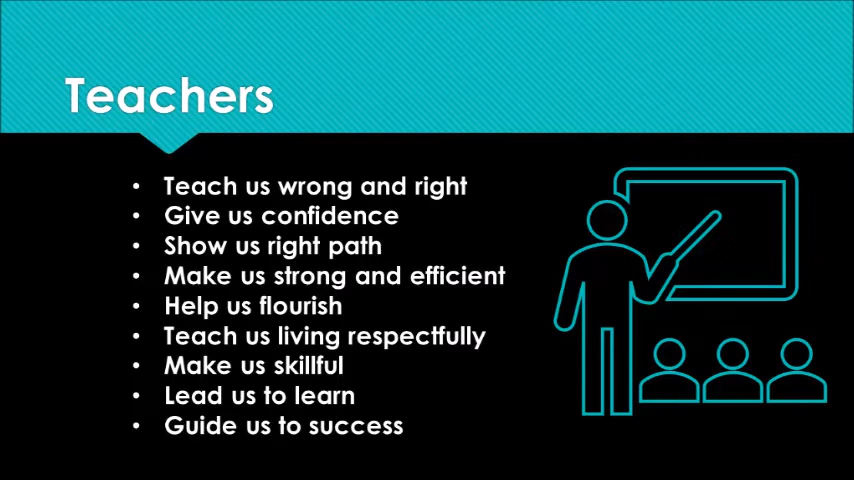 Teachers
• Teach us wrong and right
• Give us confidence
• Show us right path
• Make us strong and efficient
• Help us flourish
• Teach us living respectfully
• Make us skillful
• Lead us to learn
• Guide us to success